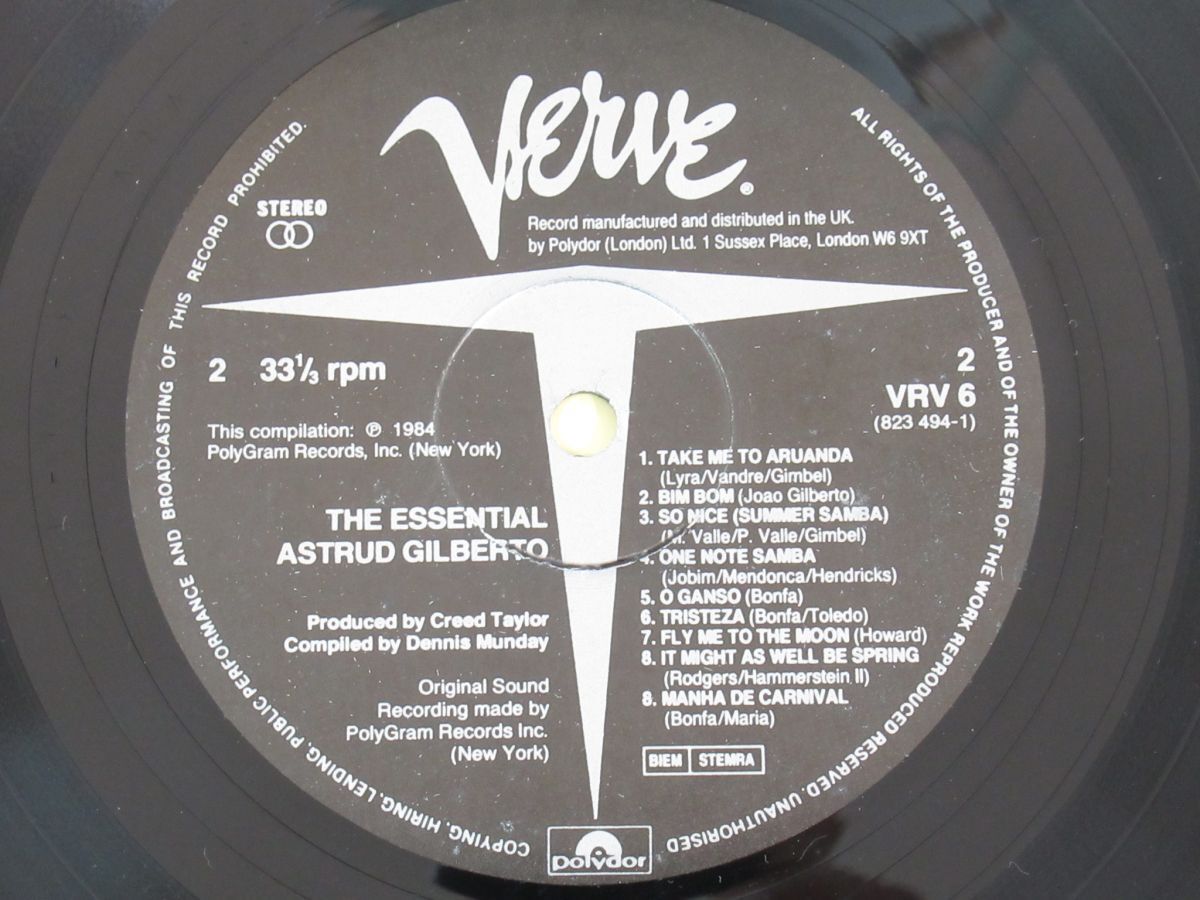 Verve®
Record manufactured and distributed in the UK.
by Polydor (London) Ltd. 1 Sussex Place, London W6 9XT
STEREO
2 33⅓ rpm
This compilation: ℗ 1984
PolyGram Records, Inc. (New York)
THE ESSENTIAL
ASTRUD GILBERTO
Produced by Creed Taylor
Compiled by Dennis Munday
Original Sound
Recording made by
PolyGram Records Inc.
(New York)
2
VRV 6
(823 494-1)
1. TAKE ME TO ARUANDA
(Lyra/Vandre/Gimbel)
2. BIM BOM (Joao Gilberto)
3. SO NICE (SUMMER SAMBA)
(M. Valle/P. Valle/Gimbel)
4. ONE NOTE SAMBA
(Jobim/Mendonca/Hendricks)
5. O GANSO (Bonfa)
6. TRISTEZA (Bonfa/Toledo)
7. FLY ME TO THE MOON (Howard)
8. IT MIGHT AS WELL BE SPRING
(Rodgers/Hammerstein II)
8. MANHA DE CARNIVAL
(Bonfa/Maria)
BIEM STEMRA
polydor
ALL RIGHTS OF THE PRODUCER AND OF THE OWNER OF THE WORK REPRODUCED RESERVED. UNAUTHORISED
COPYING, HIRING, LENDING, PUBLIC PERFORMANCE AND BROADCASTING OF THIS RECORD PROHIBITED.